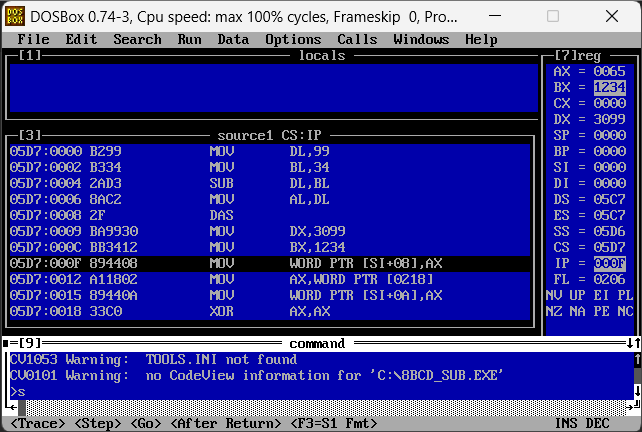 DOS BOX DOSBox 0.74-3, Cpu speed: max 100% cycles, Frameskip 0, Pro...
File Edit Search Run Data Options Calls Windows Help
[1] locals
[3] source1 CS:IP
05D7:0000 B299 MOV DL,99
05D7:0002 B334 MOV BL,34
05D7:0004 2AD3 SUB DL,BL
05D7:0006 8AC2 MOV AL,DL
05D7:0008 2F DAS
05D7:0009 BA9930 MOV DX,3099
05D7:000C BB3412 MOV BX,1234
05D7:000F 894408 MOV WORD PTR [SI+08],AX
05D7:0012 A11802 MOV AX,WORD PTR [0218]
05D7:0015 89440A MOV WORD PTR [SI+0A],AX
05D7:0018 33C0 XOR AX,AX
[7]reg
AX = 0065
BX = 1234
CX = 0000
DX = 3099
SP = 0000
BP = 0000
SI = 0000
DI = 0000
DS = 05C7
ES = 05C7
SS = 05D6
CS = 05D7
IP = 000F
FL = 0206
NV UP EI PL
NZ NA PE NC
[9] command
CV1053 Warning: TOOLS.INI not found
CV0101 Warning: no CodeView information for 'C:\8BCD_SUB.EXE'
>s
<Trace> <Step> <Go> <After Return> <F3=S1 Fmt> INS DEC